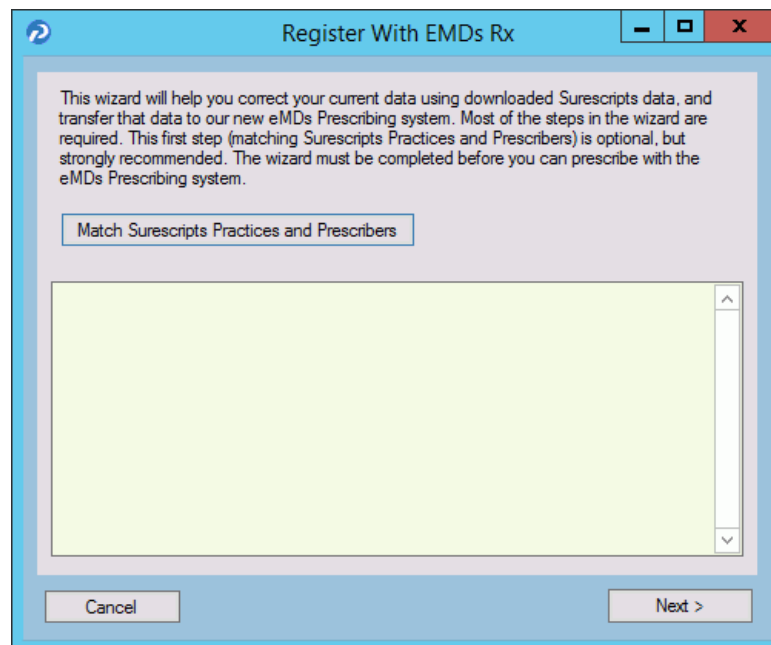 Register With EMDs Rx
This wizard will help you correct your current data using downloaded Surescripts data, and
transfer that data to our new eMDs Prescribing system. Most of the steps in the wizard are
required. This first step (matching Surescripts Practices and Prescribers) is optional, but
strongly recommended. The wizard must be completed before you can prescribe with the
eMDs Prescribing system.
Match Surescripts Practices and Prescribers
Cancel
Next >